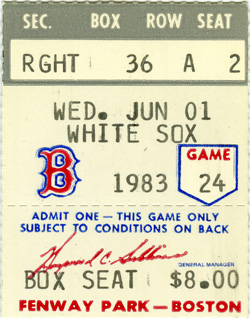 SEC. BOX ROW SEAT
RGHT 36 A 2
WED. JUN 01
WHITE SOX
B 1983 GAME 24
ADMIT ONE — THIS GAME ONLY
SUBJECT TO CONDITIONS ON BACK
GENERAL MANAGER
BOX SEAT $8.00
FENWAY PARK — BOSTON